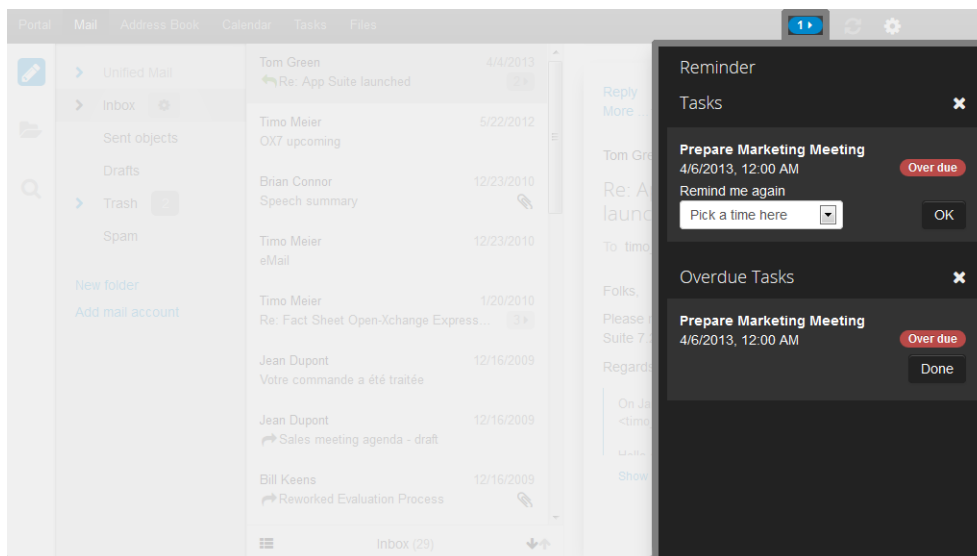 Portal Mail Address Book Calendar Tasks Files 1
Unified Mail
Inbox
Sent objects
Drafts
Trash 2
Spam
New folder
Add mail account
Tom Green 4/4/2013
Re: App Suite launched 2
Timo Meier 5/22/2012
OX7 upcoming
Brian Connor 12/23/2010
Speech summary
Timo Meier 12/23/2010
eMail
Timo Meier 1/20/2010
Re: Fact Sheet Open-Xchange Express... 3
Jean Dupont 12/16/2009
Votre commande a été traitée
Jean Dupont 12/16/2009
Sales meeting agenda - draft
Bill Keens 12/16/2009
Reworked Evaluation Process
Inbox (29)
Reply
More ...
Tom Gre
Re: Ap
launc
To timo
Folks,
Please
Suite 7.
Regards
On Ja
<timo
Hello
Show
Reminder
Tasks
Prepare Marketing Meeting
4/6/2013, 12:00 AM Over due
Remind me again
Pick a time here OK
Overdue Tasks
Prepare Marketing Meeting
4/6/2013, 12:00 AM Over due
Done